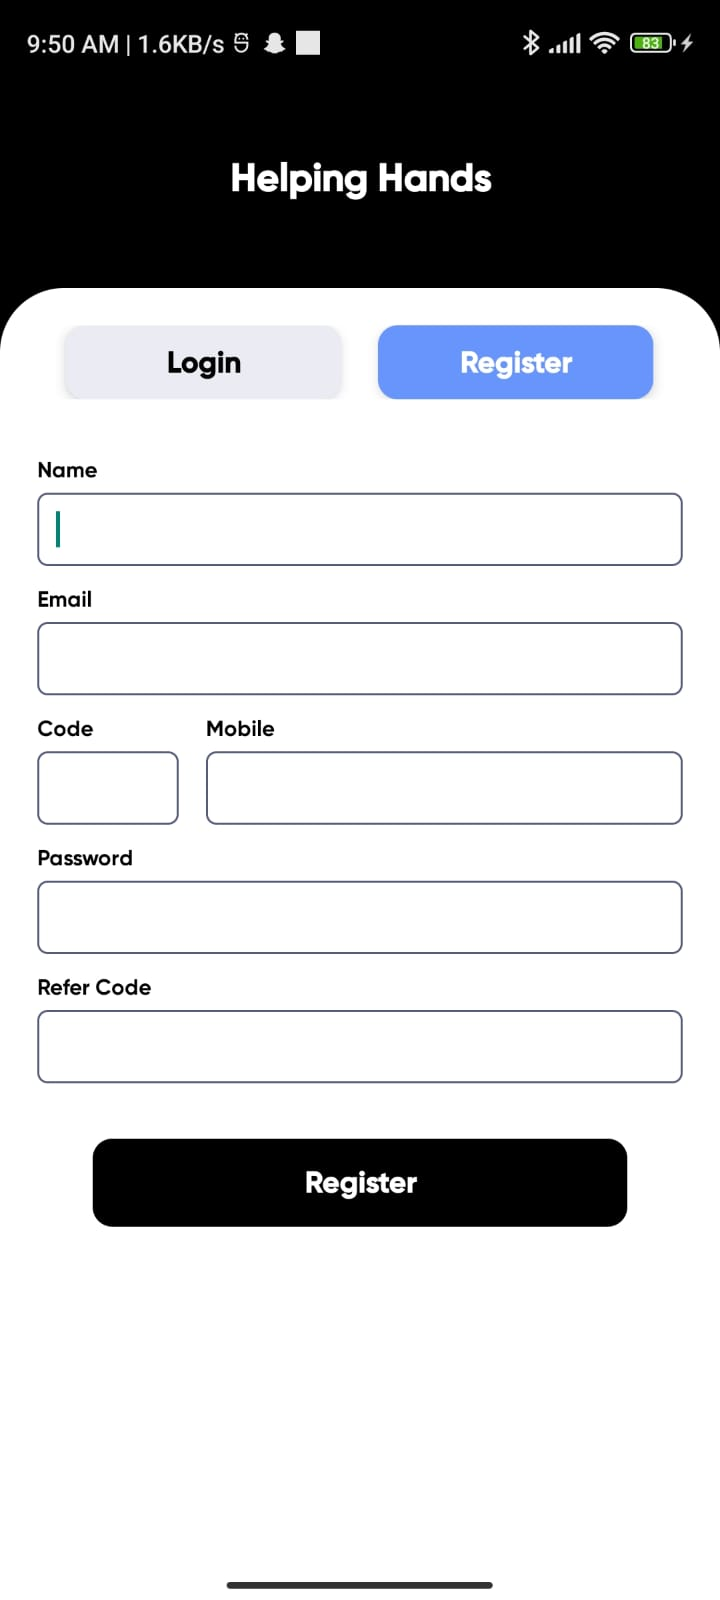 9:50 AM | 1.6KB/s 83
Helping Hands
Login Register
Name
Email
Code Mobile
Password
Refer Code
Register